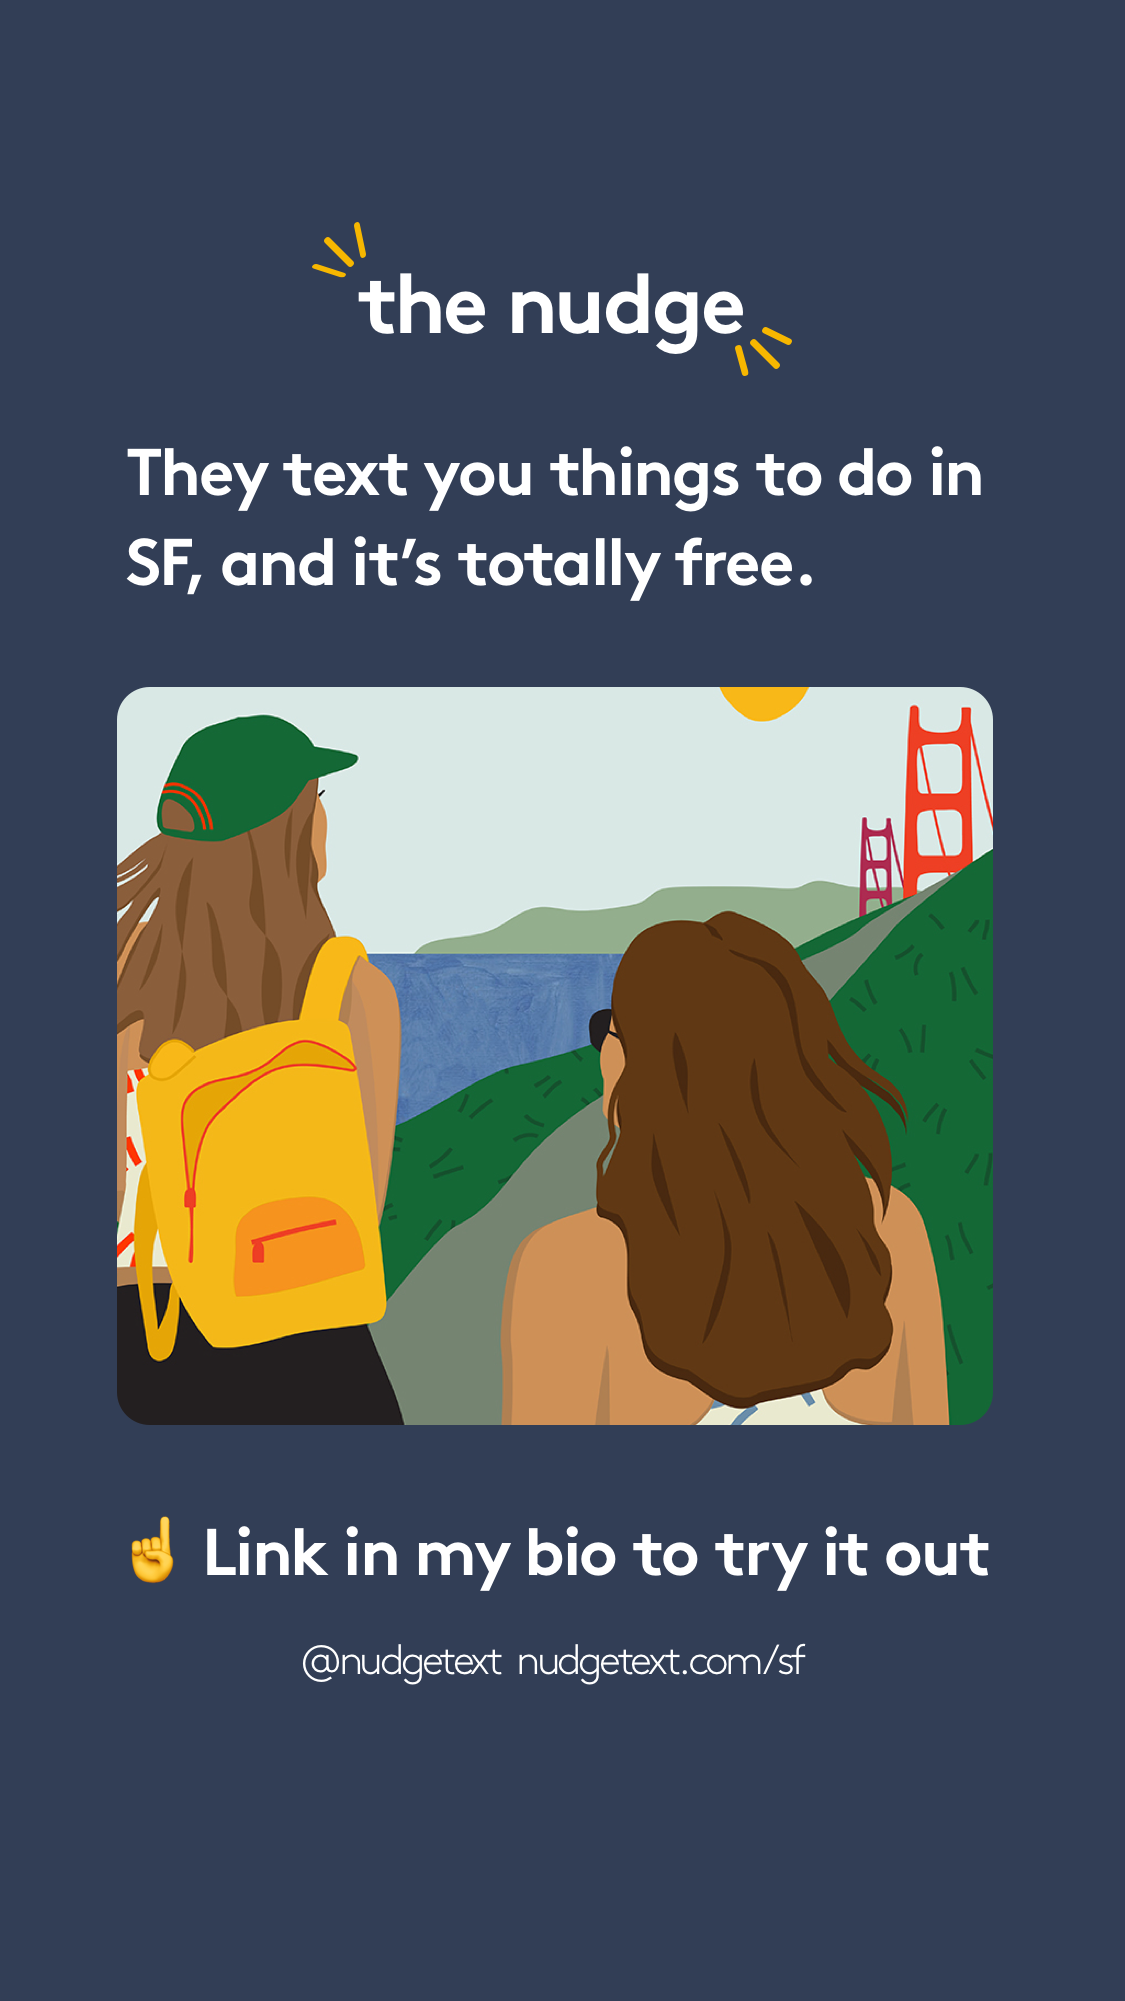 the nudge
They text you things to do in
SF, and it’s totally free.
☝️ Link in my bio to try it out
@nudgetext nudgetext.com/sf